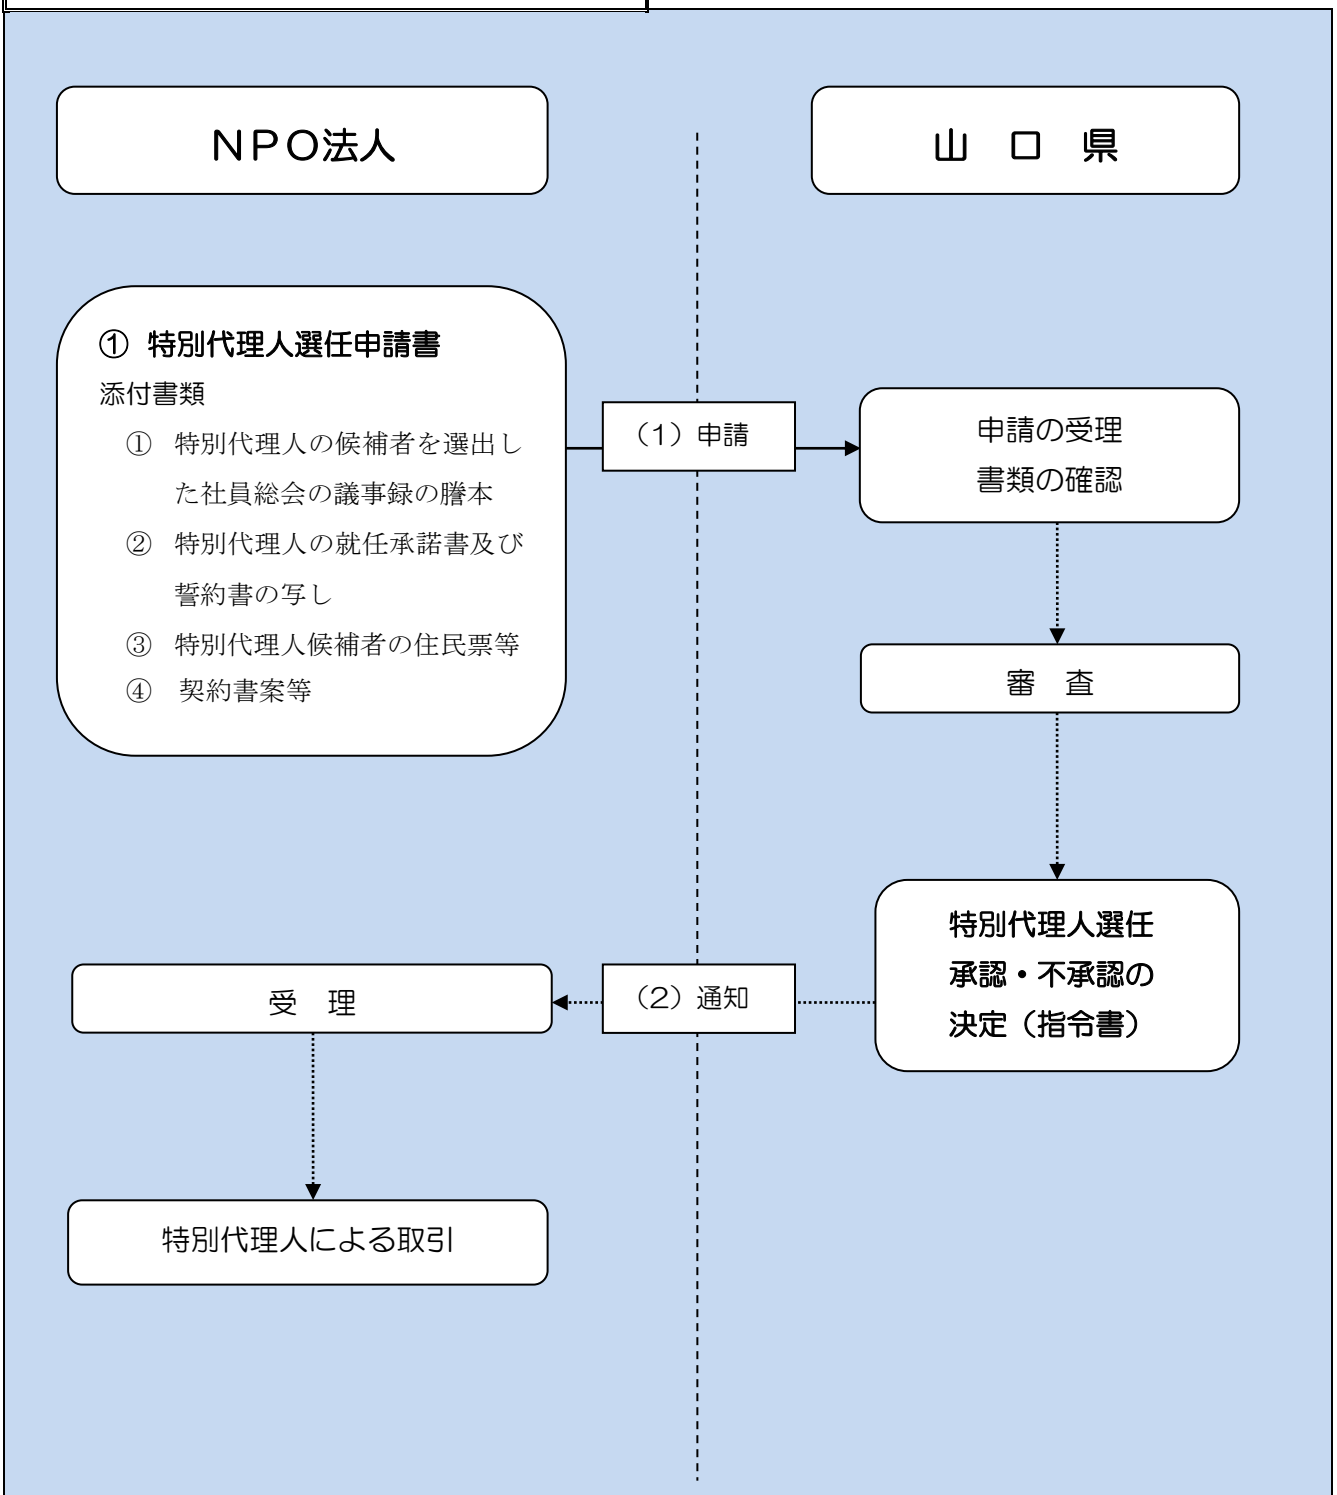 NPO法人
山　口　県
① 特別代理人選任申請書
添付書類
①　特別代理人の候補者を選出し
た社員総会の議事録の謄本
②　特別代理人の就任承諾書及び
誓約書の写し
③　特別代理人候補者の住民票等
④　契約書案等
（1）申請
申請の受理
書類の確認
審　査
特別代理人選任
承認・不承認の
決定（指令書）
（2）通知
受　理
特別代理人による取引